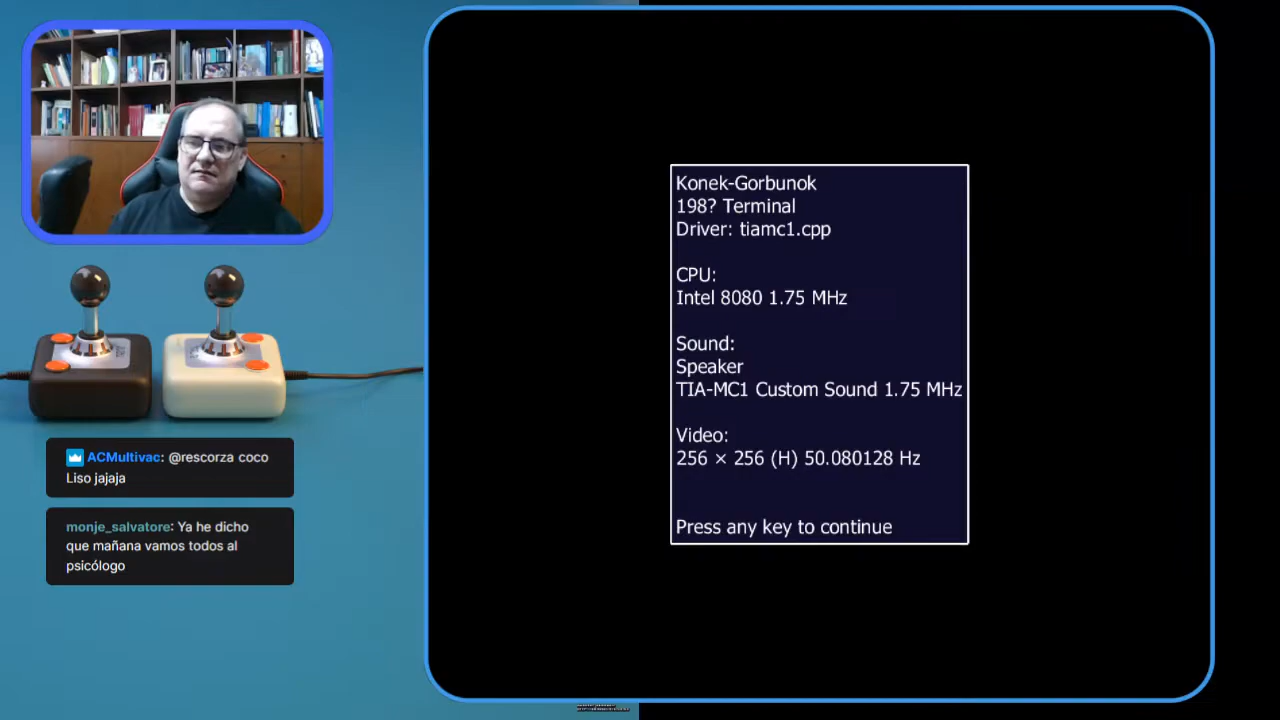 Konek-Gorbunok
198? Terminal
Driver: tiamc1.cpp
CPU:
Intel 8080 1.75 MHz
Sound:
Speaker
TIA-MC1 Custom Sound 1.75 MHz
Video:
256 × 256 (H) 50.080128 Hz
Press any key to continue
ACMultivac: @rescorza coco
Liso jajaja
monje_salvatore: Ya he dicho
que mañana vamos todos al
psicólogo